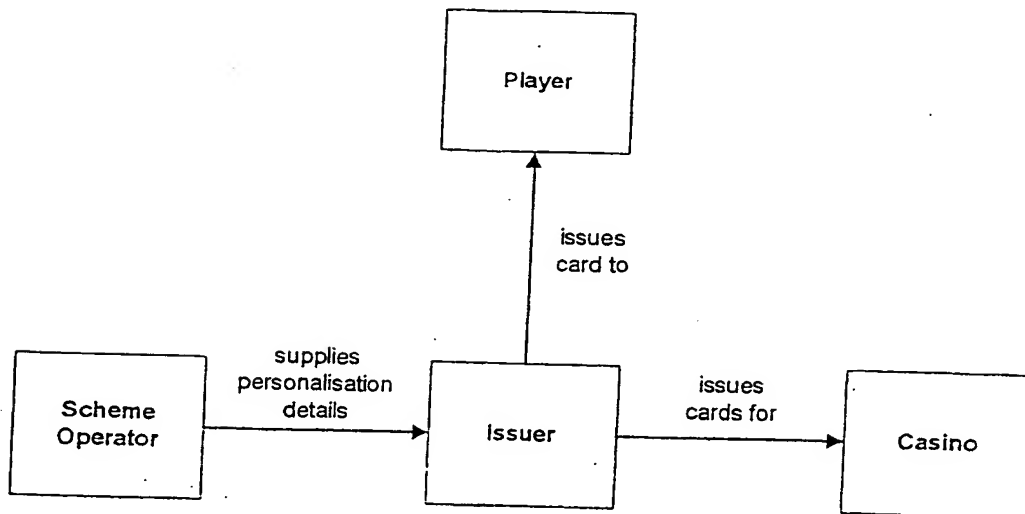 Player
issues
card to
supplies
personalisation
details
issues
cards for
Scheme
Operator
Issuer
Casino